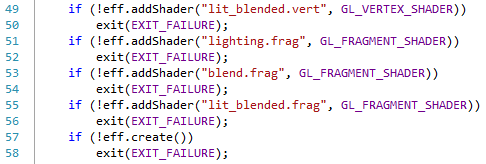 49 if (!eff.addShader("lit_blended.vert", GL_VERTEX_SHADER))
50 exit(EXIT_FAILURE);
51 if (!eff.addShader("lighting.frag", GL_FRAGMENT_SHADER))
52 exit(EXIT_FAILURE);
53 if (!eff.addShader("blend.frag", GL_FRAGMENT_SHADER))
54 exit(EXIT_FAILURE);
55 if (!eff.addShader("lit_blended.frag", GL_FRAGMENT_SHADER))
56 exit(EXIT_FAILURE);
57 if (!eff.create())
58 exit(EXIT_FAILURE);